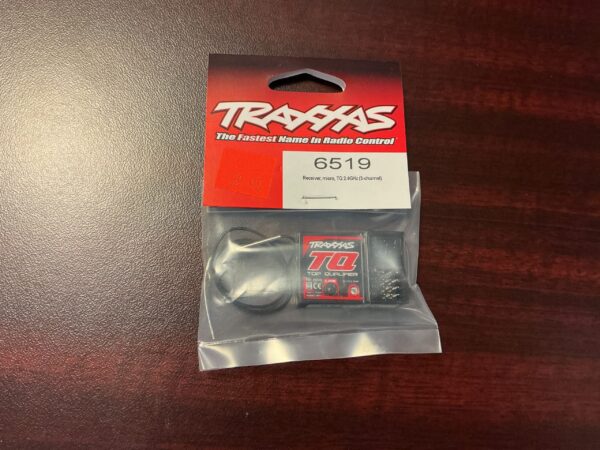 TRAXXAS
The Fastest Name in Radio Control
6519
Receiver, micro, TQ 2.4GHz (3-channel)
TRAXXAS
TQ
TOP QUALIFIER